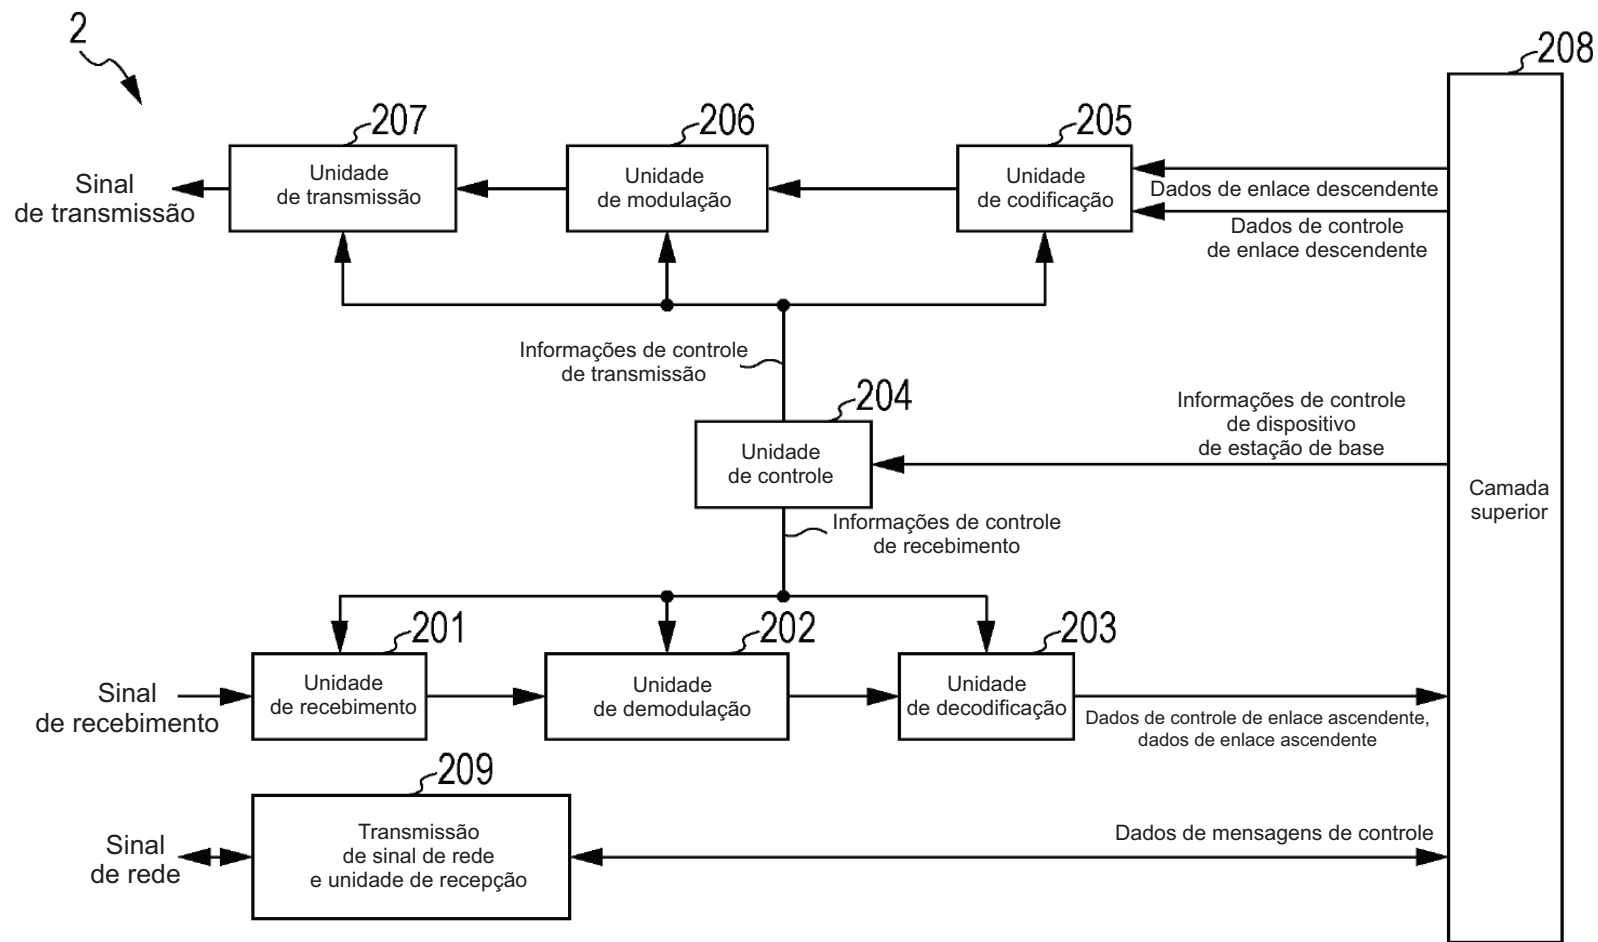 2
208
207
206
205
Sinal
de transmissão
Unidade
de transmissão
Unidade
de modulação
Unidade
de codificação
Dados de enlace descendente
Dados de controle
de enlace descendente
Informações de controle
de transmissão
204
Unidade
de controle
Informações de controle
de dispositivo
de estação de base
Camada
superior
Informações de controle
de recebimento
201
202
203
Sinal
de recebimento
Unidade
de recebimento
Unidade
de demodulação
Unidade
de decodificação
Dados de controle de enlace ascendente,
dados de enlace ascendente
209
Sinal
de rede
Transmissão
de sinal de rede
e unidade de recepção
Dados de mensagens de controle